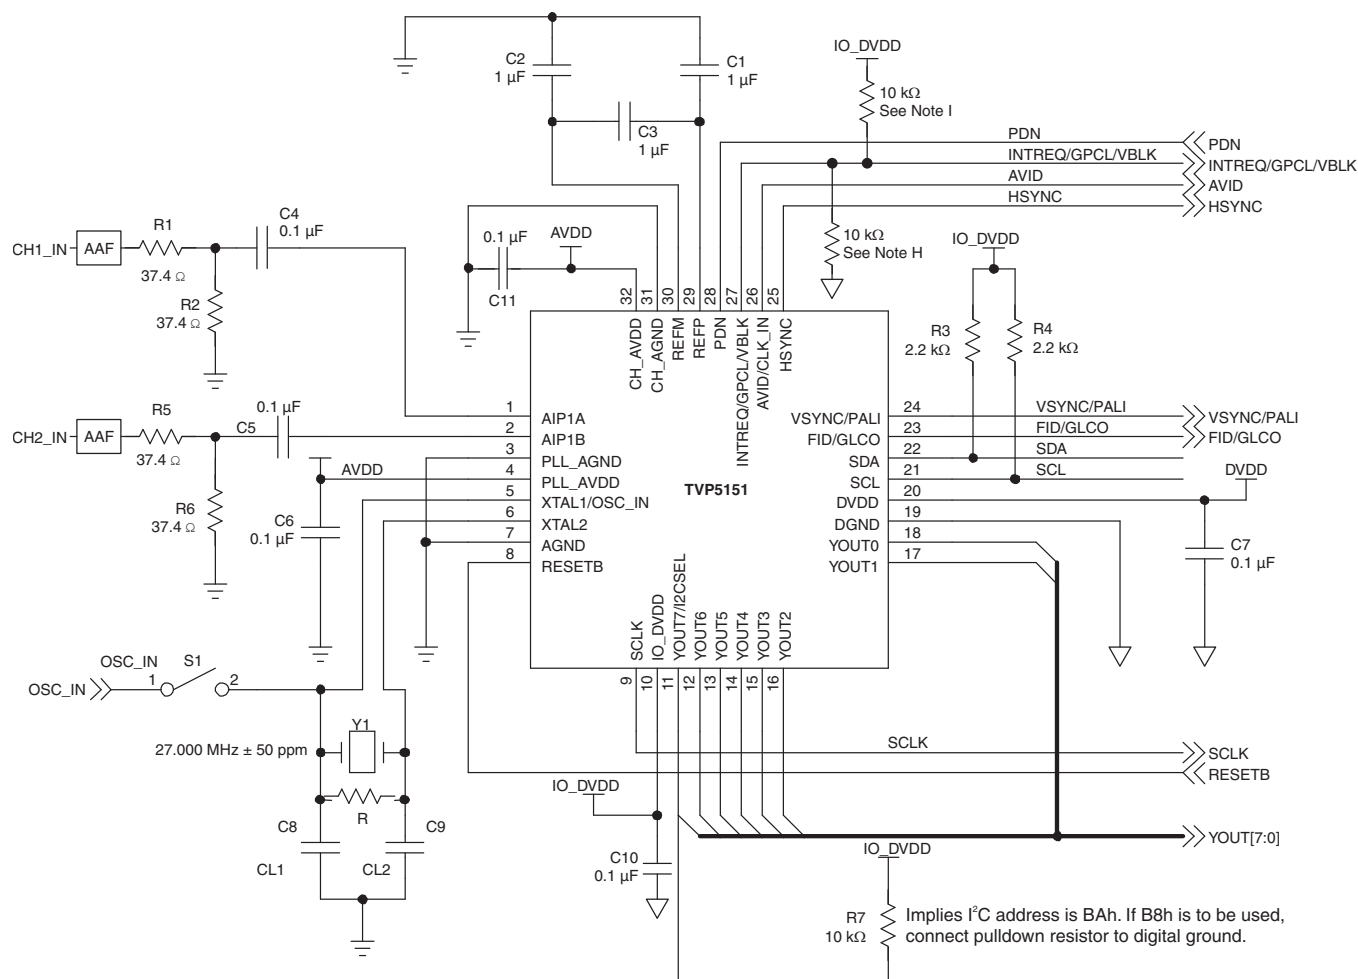 C2
1 µF
C1
1 µF
C3
1 µF
IO_DVDD
10 kΩ
See Note I
PDN
PDN
INTREQ/GPCL/VBLK
INTREQ/GPCL/VBLK
AVID
AVID
HSYNC
HSYNC
CH1_IN
AAF
R1
37.4 Ω
R2
37.4 Ω
C4
0.1 µF
0.1 µF
C11
AVDD
10 kΩ
See Note H
IO_DVDD
R3
2.2 kΩ
R4
2.2 kΩ
32
31
30
29
28
27
26
25
CH_AVDD
CH_AGND
REFM
REFP
PDN
INTREQ/GPCL/VBLK
AVID/CLK_IN
HSYNC
CH2_IN
AAF
R5
37.4 Ω
R6
37.4 Ω
0.1 µF
C5
AVDD
C6
0.1 µF
1
AIP1A
2
AIP1B
3
PLL_AGND
4
PLL_AVDD
5
XTAL1/OSC_IN
6
XTAL2
7
AGND
8
RESETB
TVP5151
VSYNC/PALI
24
VSYNC/PALI
VSYNC/PALI
FID/GLCO
23
FID/GLCO
FID/GLCO
SDA
22
SDA
SCL
21
SCL
DVDD
20
DVDD
DGND
19
YOUT0
18
YOUT1
17
C7
0.1 µF
SCLK
IO_DVDD
YOUT7/I2CSEL
YOUT6
YOUT5
YOUT4
YOUT3
YOUT2
9
10
11
12
13
14
15
16
OSC_IN
OSC_IN
1
S1
2
Y1
27.000 MHz ± 50 ppm
R
C8
CL1
C9
CL2
SCLK
SCLK
RESETB
IO_DVDD
C10
0.1 µF
YOUT[7:0]
IO_DVDD
R7
10 kΩ
Implies I²C address is BAh. If B8h is to be used,
connect pulldown resistor to digital ground.